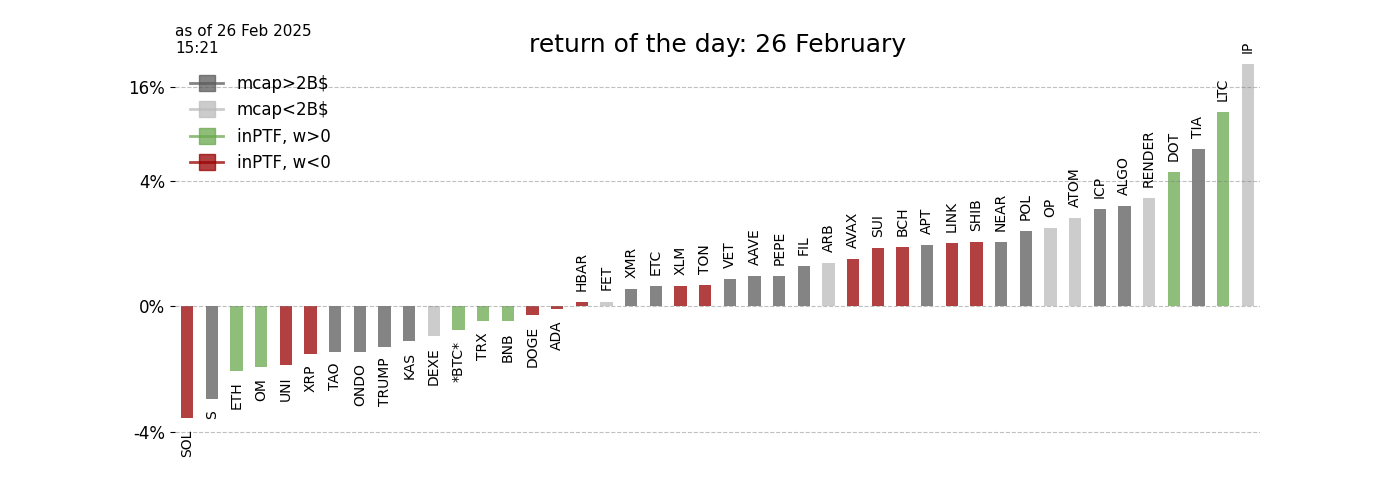 as of 26 Feb 2025
15:21
return of the day: 26 February
mcap>2B$
mcap<2B$
inPTF, w>0
inPTF, w<0
16%
4%
0%
-4%
SOL
S
ETH
OM
UNI
XRP
TAO
ONDO
TRUMP
KAS
DEXE
*BTC*
TRX
BNB
DOGE
ADA
HBAR
FET
XMR
ETC
XLM
TON
VET
AAVE
PEPE
FIL
ARB
AVAX
SUI
BCH
APT
LINK
SHIB
NEAR
POL
OP
ATOM
ICP
ALGO
RENDER
DOT
TIA
LTC
IP